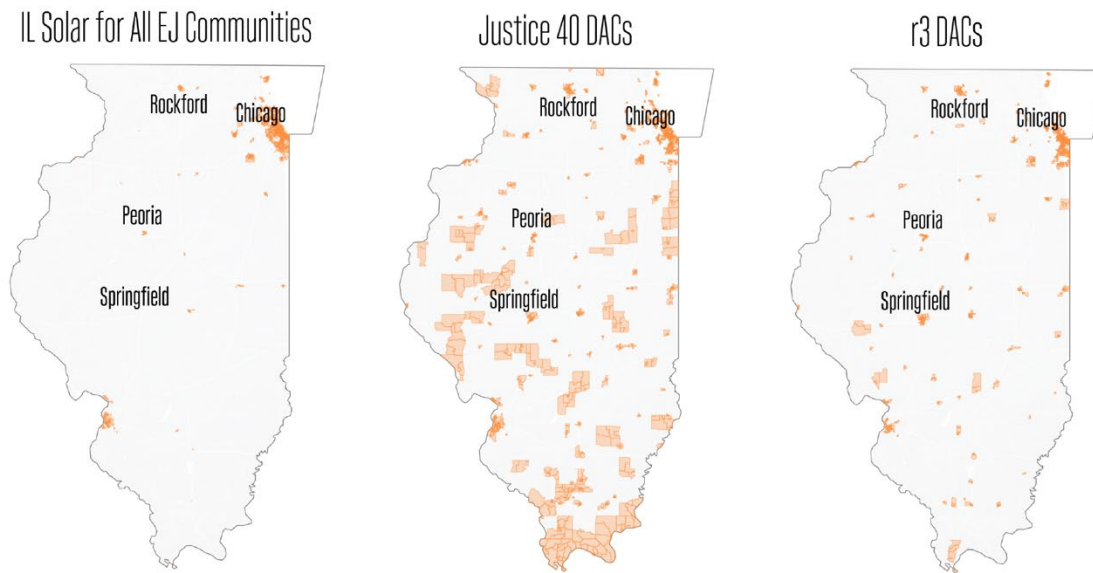 IL Solar for All EJ Communities
Rockford
Chicago
Peoria
Springfield
Justice 40 DACs
Rockford
Chicago
Peoria
Springfield
r3 DACs
Rockford
Chicago
Peoria
Springfield